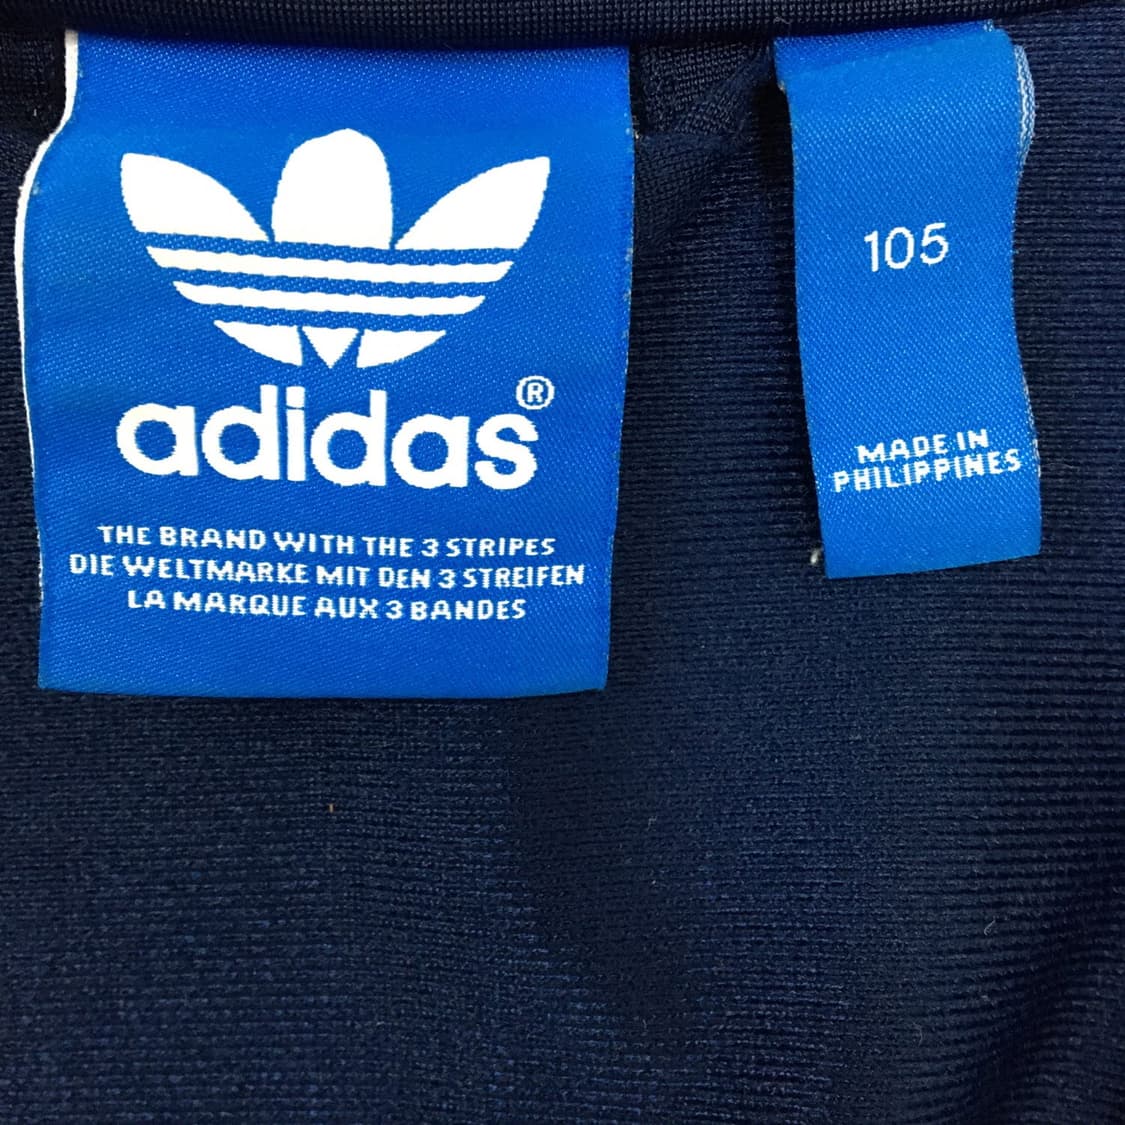 adidas®
THE BRAND WITH THE 3 STRIPES
DIE WELTMARKE MIT DEN 3 STREIFEN
LA MARQUE AUX 3 BANDES
105
MADE IN
PHILIPPINES